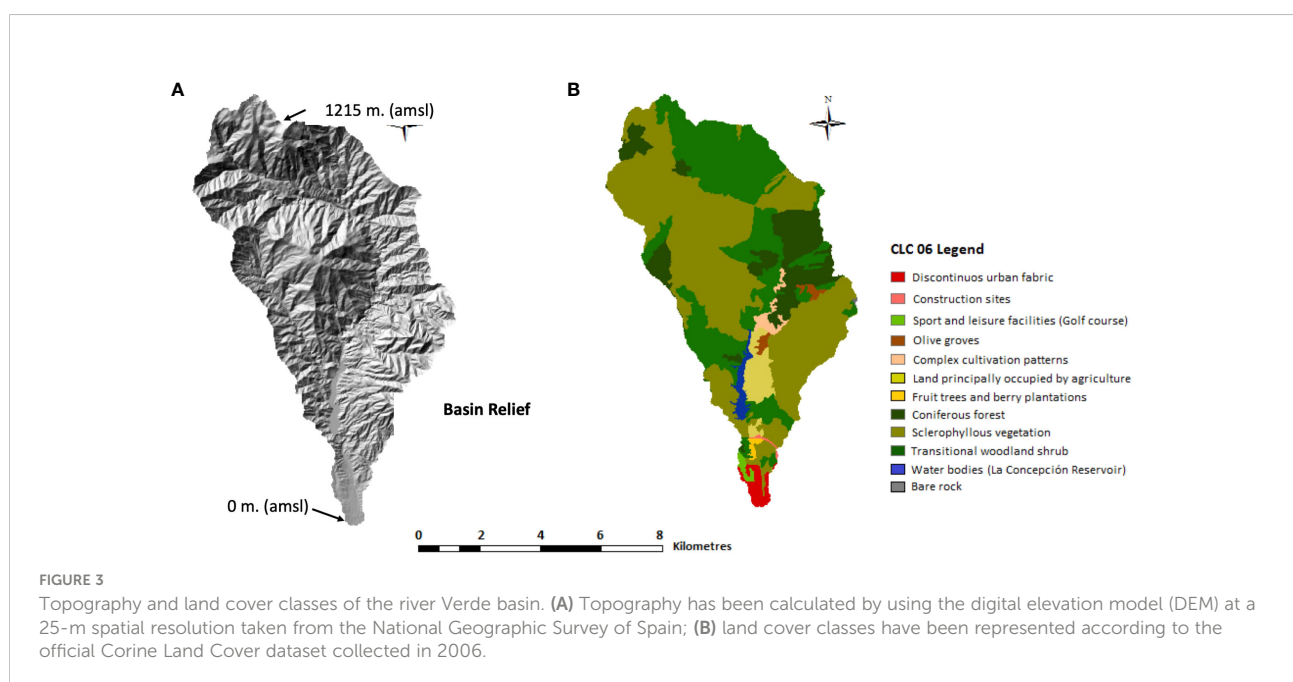 A
1215 m. (amsl)
B
N
Basin Relief
0 m. (amsl)
0 2 4 6 8
Kilometres
CLC 06 Legend
Discontinuos urban fabric
Construction sites
Sport and leisure facilities (Golf course)
Olive groves
Complex cultivation patterns
Land principally occupied by agriculture
Fruit trees and berry plantations
Coniferous forest
Sclerophyllous vegetation
Transitional woodland shrub
Water bodies (La Concepción Reservoir)
Bare rock
FIGURE 3
Topography and land cover classes of the river Verde basin. (A) Topography has been calculated by using the digital elevation model (DEM) at a
25-m spatial resolution taken from the National Geographic Survey of Spain; (B) land cover classes have been represented according to the
official Corine Land Cover dataset collected in 2006.